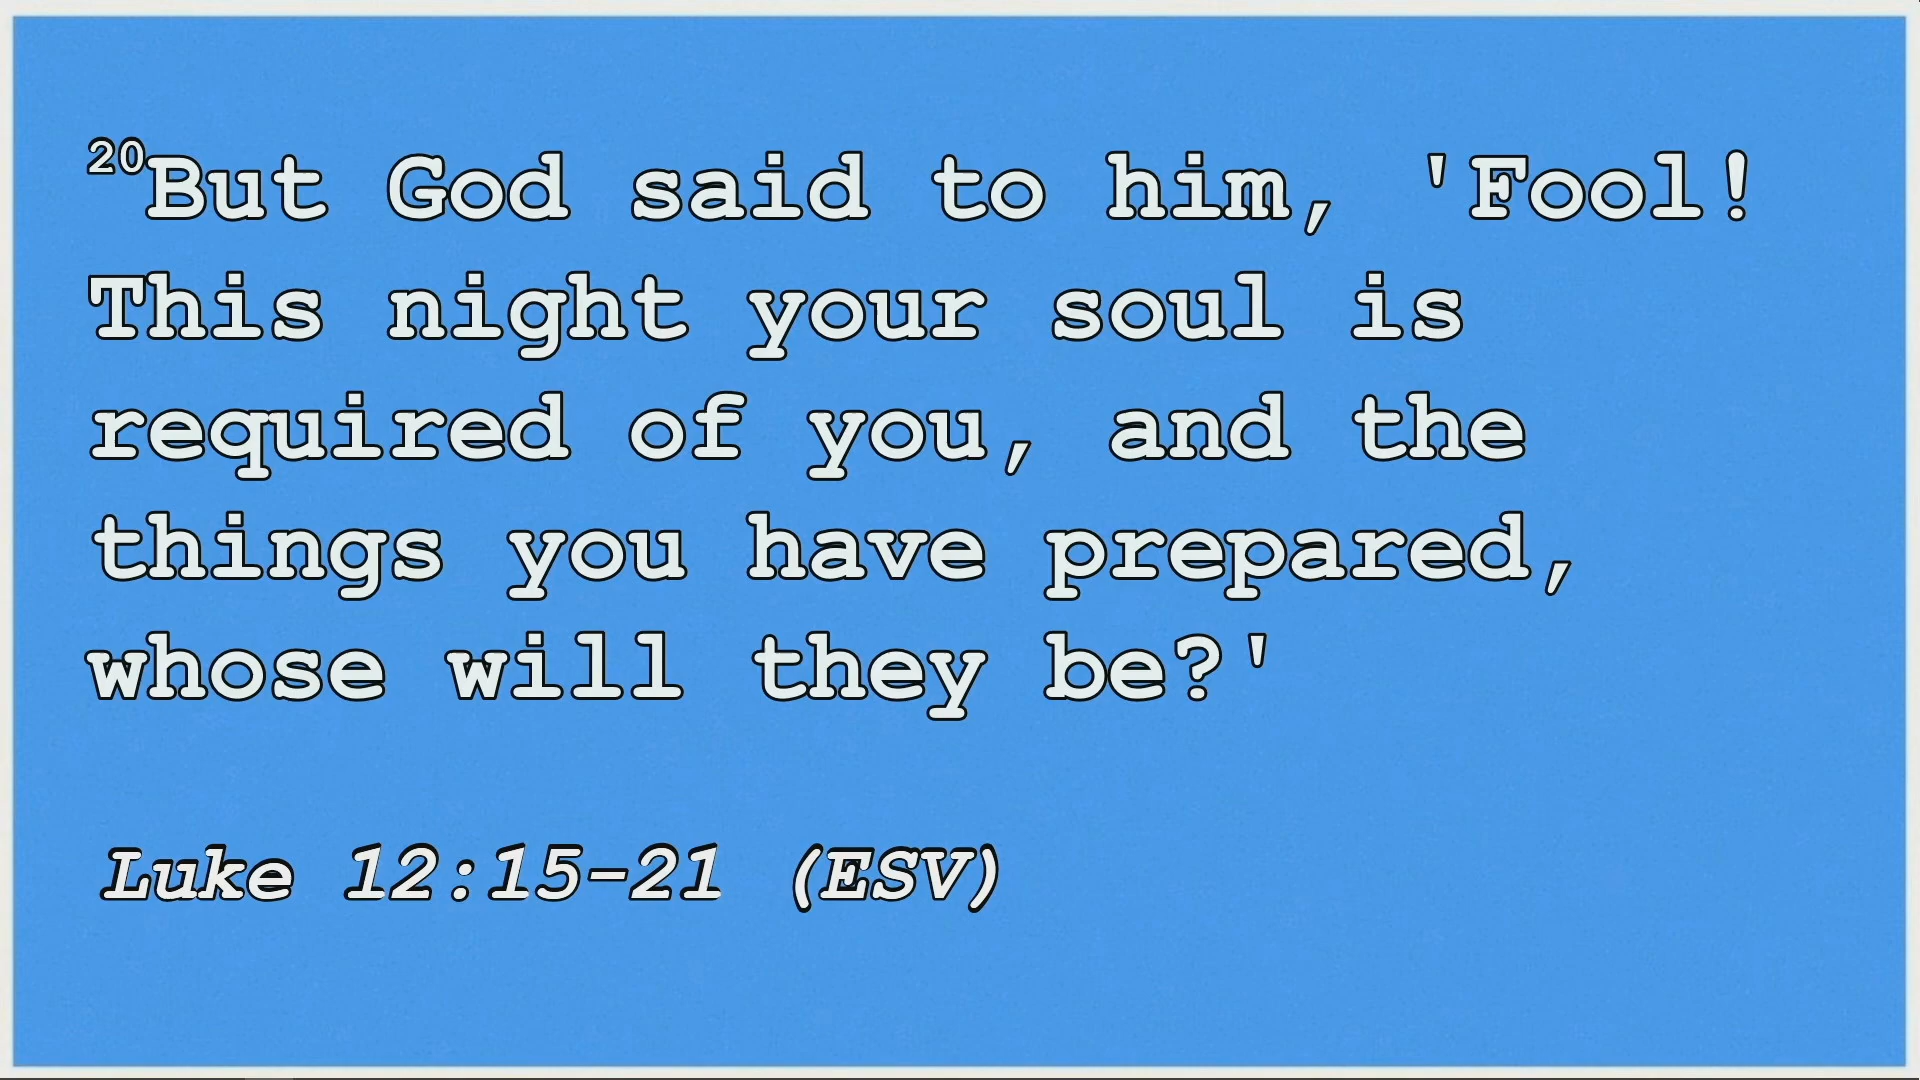 20But God said to him, 'Fool!
This night your soul is
required of you, and the
things you have prepared,
whose will they be?'
Luke 12:15-21 (ESV)